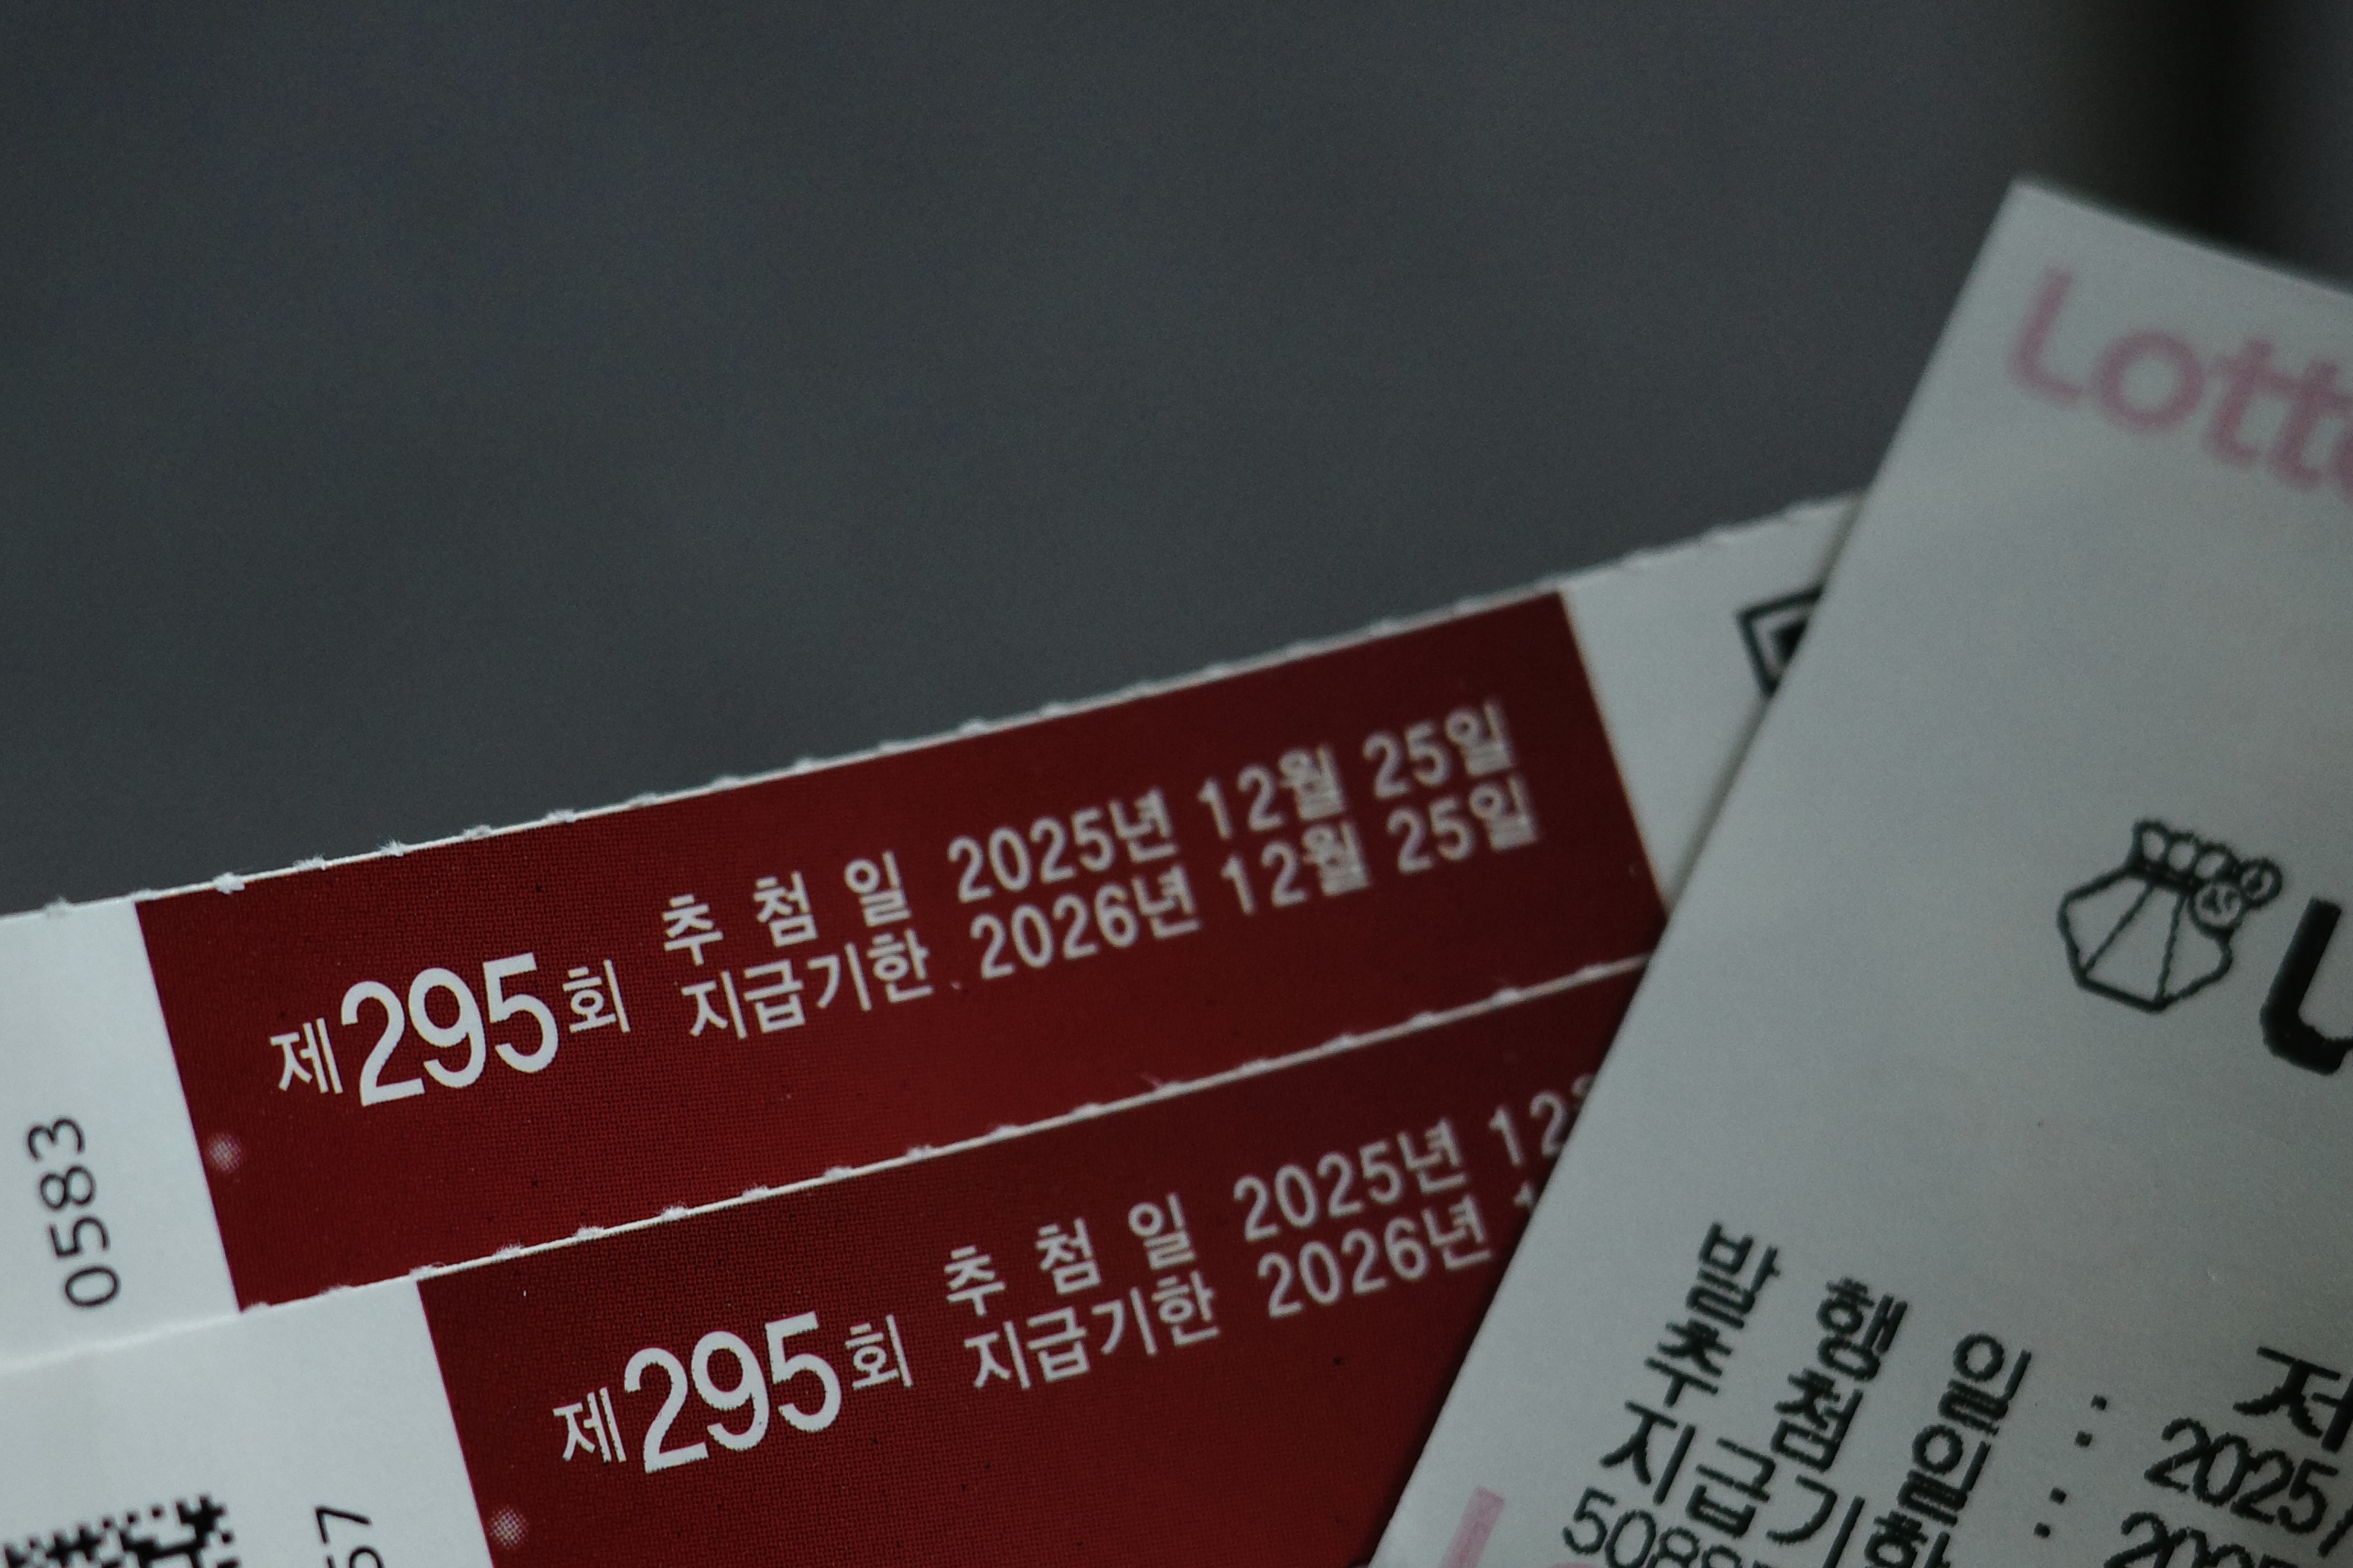 제295회
추 첨 일 2025년 12월 25일
지급기한 2026년 12월 25일
0583
제295회
추 첨 일 2025년 12
지급기한 2026년
57
Lotte
L
발 행 일 :
추 첨 일 : 2025/
지급기한